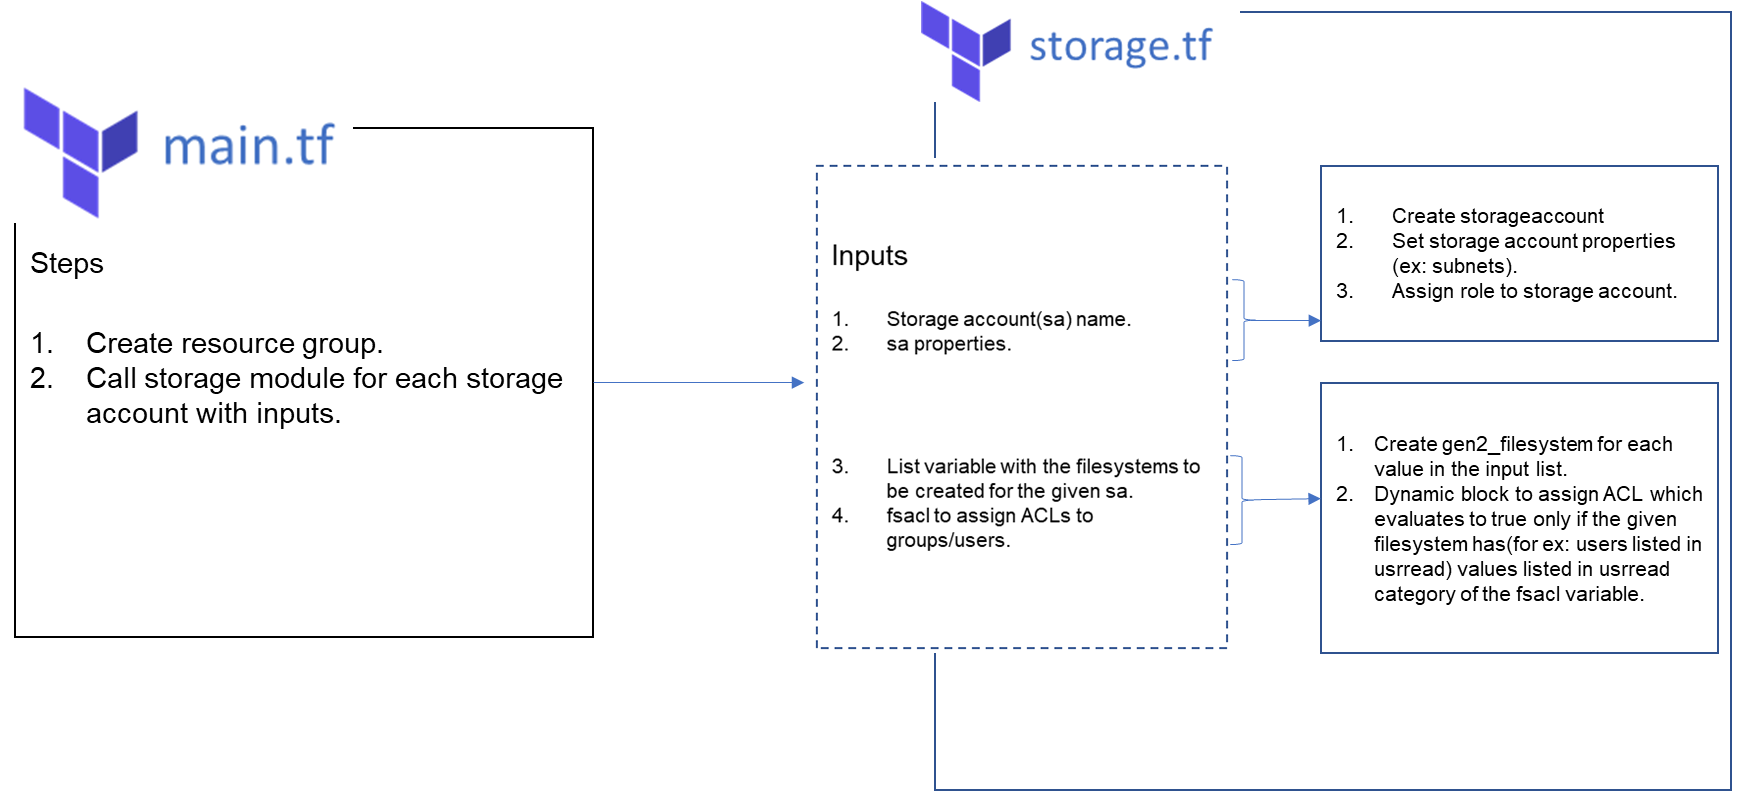 main.tf
Steps
1. Create resource group.
2. Call storage module for each storage
account with inputs.
storage.tf
Inputs
1. Storage account(sa) name.
2. sa properties.
3. List variable with the filesystems to
be created for the given sa.
4. fsacl to assign ACLs to
groups/users.
1. Create storageaccount
2. Set storage account properties
(ex: subnets).
3. Assign role to storage account.
1. Create gen2_filesystem for each
value in the input list.
2. Dynamic block to assign ACL which
evaluates to true only if the given
filesystem has(for ex: users listed in
usrread) values listed in usrread
category of the fsacl variable.